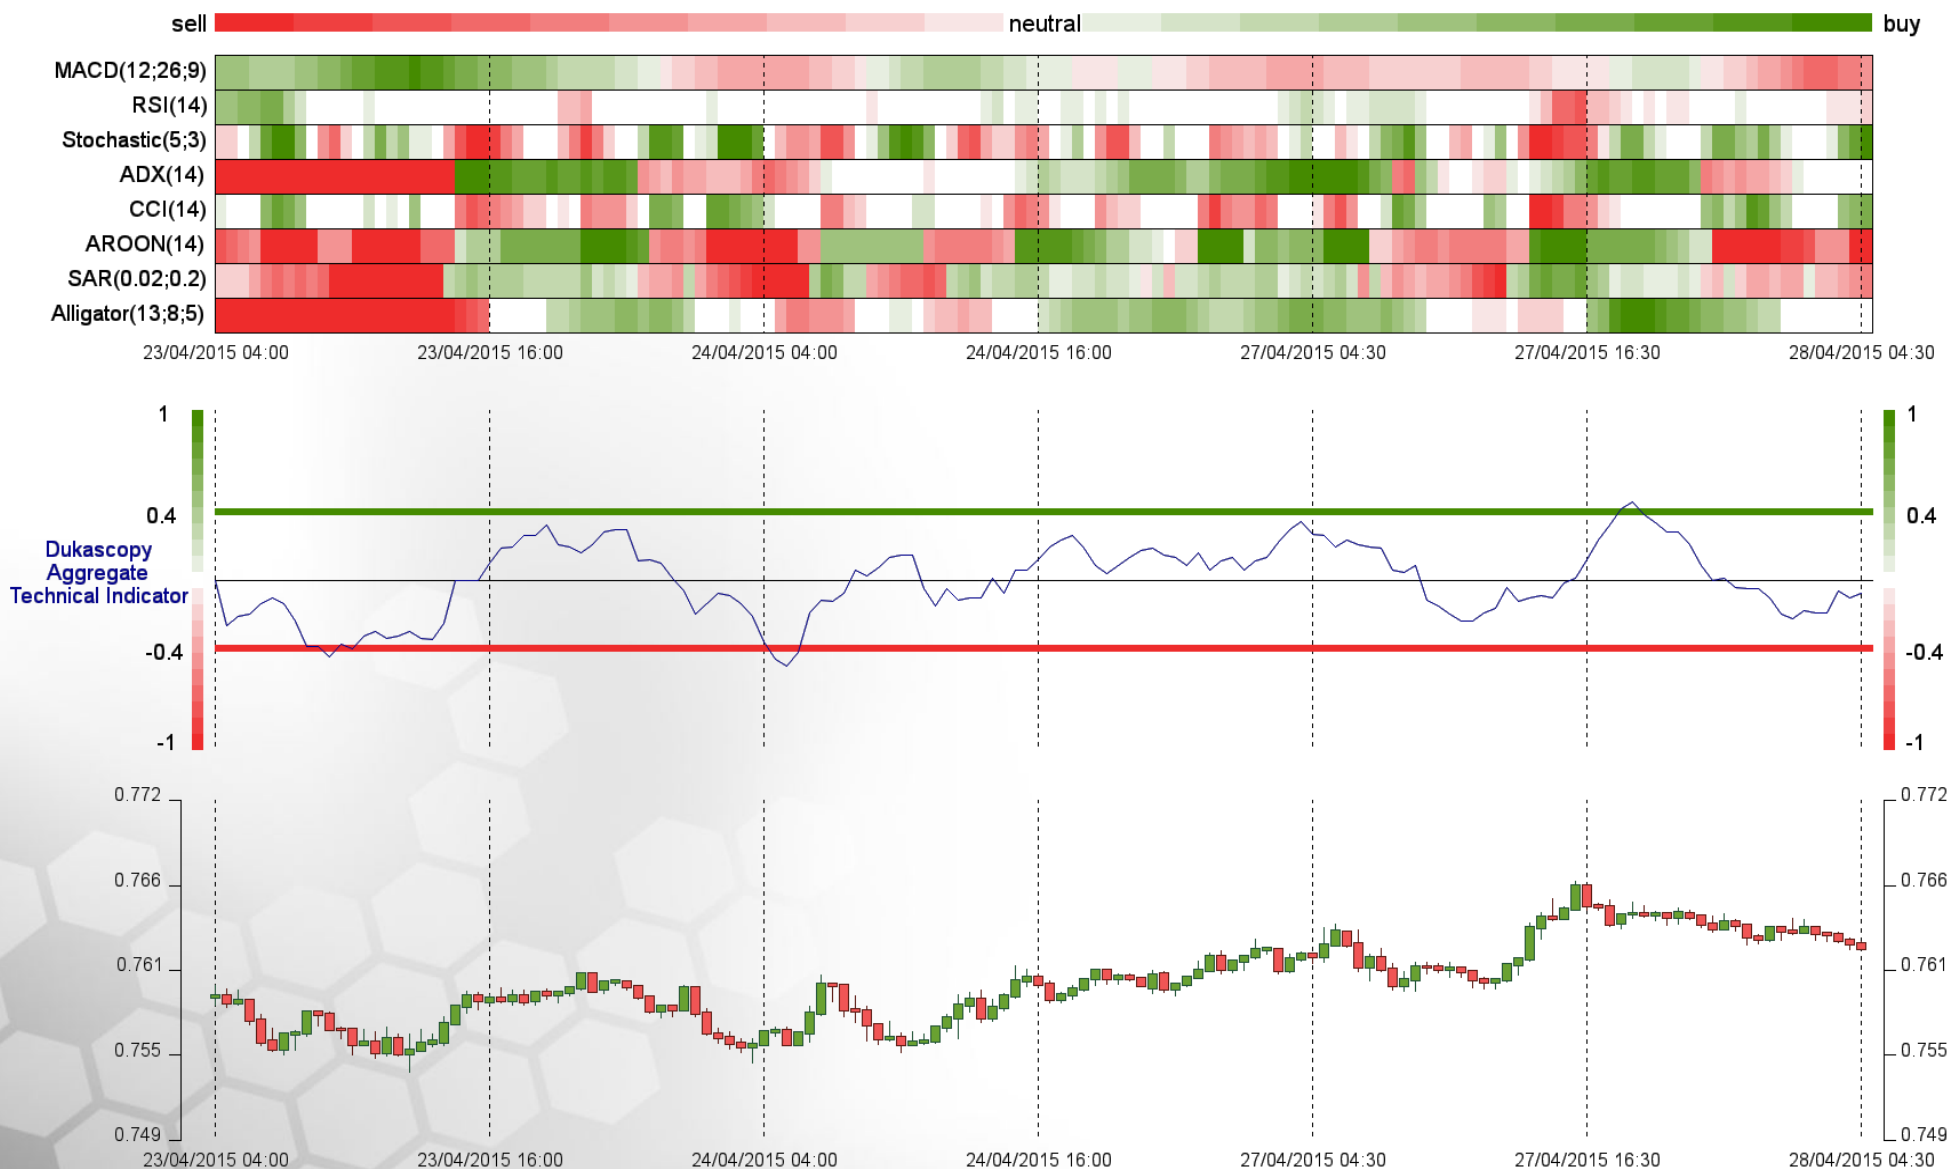 sell neutral buy
MACD(12;26;9)
RSI(14)
Stochastic(5;3)
ADX(14)
CCI(14)
AROON(14)
SAR(0.02;0.2)
Alligator(13;8;5)
23/04/2015 04:00 23/04/2015 16:00 24/04/2015 04:00 24/04/2015 16:00 27/04/2015 04:30 27/04/2015 16:30 28/04/2015 04:30
1 1
0.4 0.4
Dukascopy
Aggregate
Technical Indicator
-0.4 -0.4
-1 -1
0.772 0.772
0.766 0.766
0.761 0.761
0.755 0.755
0.749 0.749
23/04/2015 04:00 23/04/2015 16:00 24/04/2015 04:00 24/04/2015 16:00 27/04/2015 04:30 27/04/2015 16:30 28/04/2015 04:30